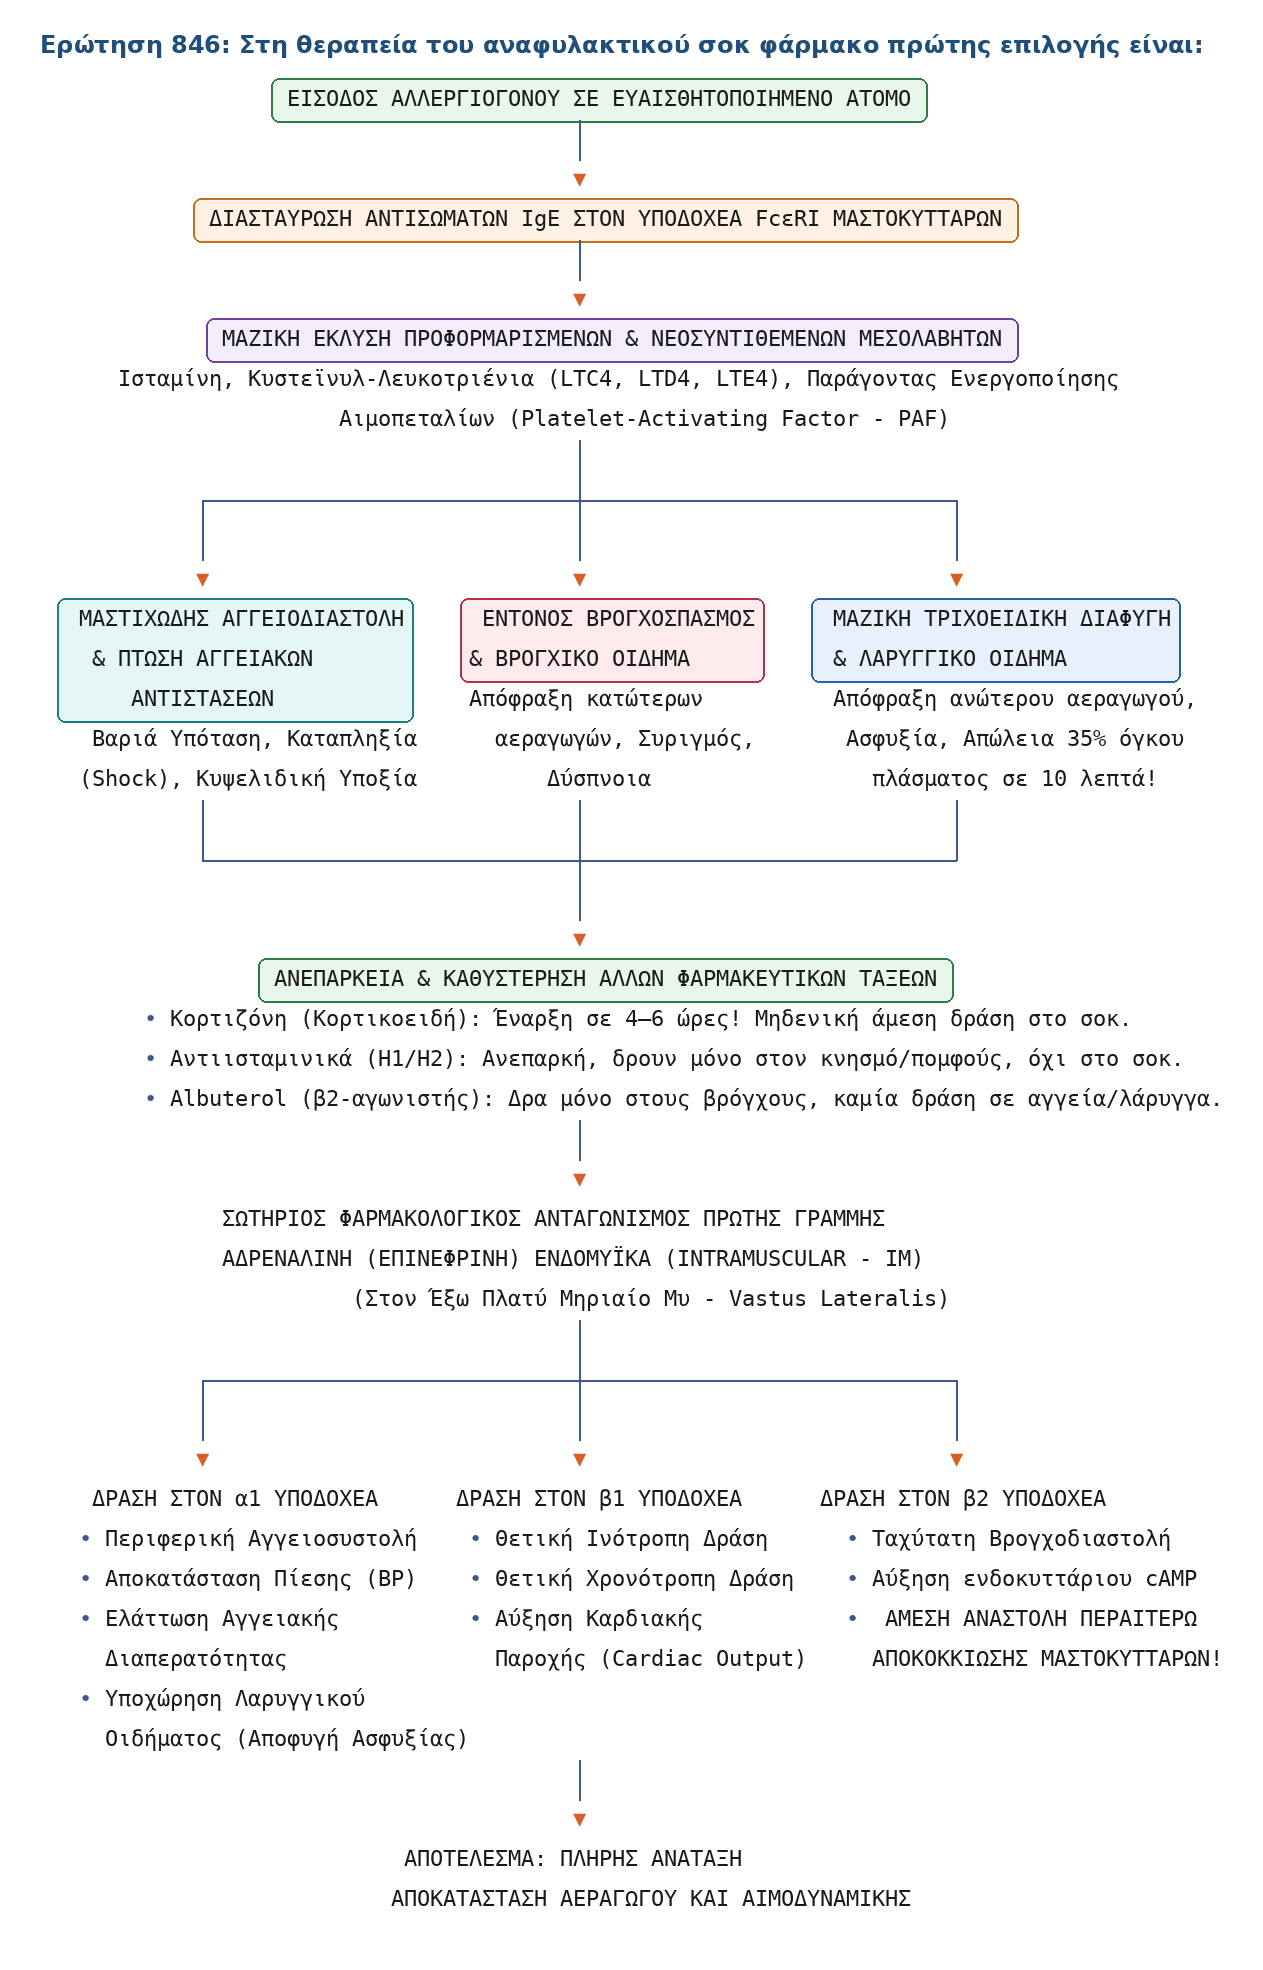 Ερώτηση 846: Στη θεραπεία του αναφυλακτικού σοκ φάρμακο πρώτης επιλογής είναι:
ΕΙΣΟΔΟΣ ΑΛΛΕΡΓΙΟΓΟΝΟΥ ΣΕ ΕΥΑΙΣΘΗΤΟΠΟΙΗΜΕΝΟ ΑΤΟΜΟ
▼
ΔΙΑΣΤΑΥΡΩΣΗ ΑΝΤΙΣΩΜΑΤΩΝ IgE ΣΤΟΝ ΥΠΟΔΟΧΕΑ FcεRI ΜΑΣΤΟΚΥΤΤΑΡΩΝ
▼
ΜΑΖΙΚΗ ΕΚΛΥΣΗ ΠΡΟΦΟΡΜΑΡΙΣΜΕΝΩΝ & ΝΕΟΣΥΝΤΙΘΕΜΕΝΩΝ ΜΕΣΟΛΑΒΗΤΩΝ
Ισταμίνη, Κυστεϊνυλ-Λευκοτριένια (LTC4, LTD4, LTE4), Παράγοντας Ενεργοποίησης
Αιμοπεταλίων (Platelet-Activating Factor - PAF)
▼ ▼ ▼
ΜΑΣΤΙΧΩΔΗΣ ΑΓΓΕΙΟΔΙΑΣΤΟΛΗ
& ΠΤΩΣΗ ΑΓΓΕΙΑΚΩΝ
ΑΝΤΙΣΤΑΣΕΩΝ
Βαριά Υπόταση, Καταπληξία
(Shock), Κυψελιδική Υποξία
ΕΝΤΟΝΟΣ ΒΡΟΓΧΟΣΠΑΣΜΟΣ
& ΒΡΟΓΧΙΚΟ ΟΙΔΗΜΑ
Απόφραξη κατώτερων
αεραγωγών, Συριγμός,
Δύσπνοια
ΜΑΖΙΚΗ ΤΡΙΧΟΕΙΔΙΚΗ ΔΙΑΦΥΓΗ
& ΛΑΡΥΓΓΙΚΟ ΟΙΔΗΜΑ
Απόφραξη ανώτερου αεραγωγού,
Ασφυξία, Απώλεια 35% όγκου
πλάσματος σε 10 λεπτά!
▼
ΑΝΕΠΑΡΚΕΙΑ & ΚΑΘΥΣΤΕΡΗΣΗ ΑΛΛΩΝ ΦΑΡΜΑΚΕΥΤΙΚΩΝ ΤΑΞΕΩΝ
• Κορτιζόνη (Κορτικοειδή): Έναρξη σε 4–6 ώρες! Μηδενική άμεση δράση στο σοκ.
• Αντιισταμινικά (H1/H2): Ανεπαρκή, δρουν μόνο στον κνησμό/πομφούς, όχι στο σοκ.
• Albuterol (β2-αγωνιστής): Δρα μόνο στους βρόγχους, καμία δράση σε αγγεία/λάρυγγα.
▼
ΣΩΤΗΡΙΟΣ ΦΑΡΜΑΚΟΛΟΓΙΚΟΣ ΑΝΤΑΓΩΝΙΣΜΟΣ ΠΡΩΤΗΣ ΓΡΑΜΜΗΣ
ΑΔΡΕΝΑΛΙΝΗ (ΕΠΙΝΕΦΡΙΝΗ) ΕΝΔΟΜΥΪΚΑ (INTRAMUSCULAR - IM)
(Στον Έξω Πλατύ Μηριαίο Μυ - Vastus Lateralis)
▼ ▼ ▼
ΔΡΑΣΗ ΣΤΟΝ α1 ΥΠΟΔΟΧΕΑ
• Περιφερική Αγγειοσυστολή
• Αποκατάσταση Πίεσης (BP)
• Ελάττωση Αγγειακής
Διαπερατότητας
• Υποχώρηση Λαρυγγικού
Οιδήματος (Αποφυγή Ασφυξίας)
ΔΡΑΣΗ ΣΤΟΝ β1 ΥΠΟΔΟΧΕΑ
• Θετική Ινότροπη Δράση
• Θετική Χρονότροπη Δράση
• Αύξηση Καρδιακής
Παροχής (Cardiac Output)
ΔΡΑΣΗ ΣΤΟΝ β2 ΥΠΟΔΟΧΕΑ
• Ταχύτατη Βρογχοδιαστολή
• Αύξηση ενδοκυττάριου cAMP
• ΑΜΕΣΗ ΑΝΑΣΤΟΛΗ ΠΕΡΑΙΤΕΡΩ
ΑΠΟΚΟΚΚΙΩΣΗΣ ΜΑΣΤΟΚΥΤΤΑΡΩΝ!
▼
ΑΠΟΤΕΛΕΣΜΑ: ΠΛΗΡΗΣ ΑΝΑΤΑΞΗ
ΑΠΟΚΑΤΑΣΤΑΣΗ ΑΕΡΑΓΩΓΟΥ ΚΑΙ ΑΙΜΟΔΥΝΑΜΙΚΗΣ